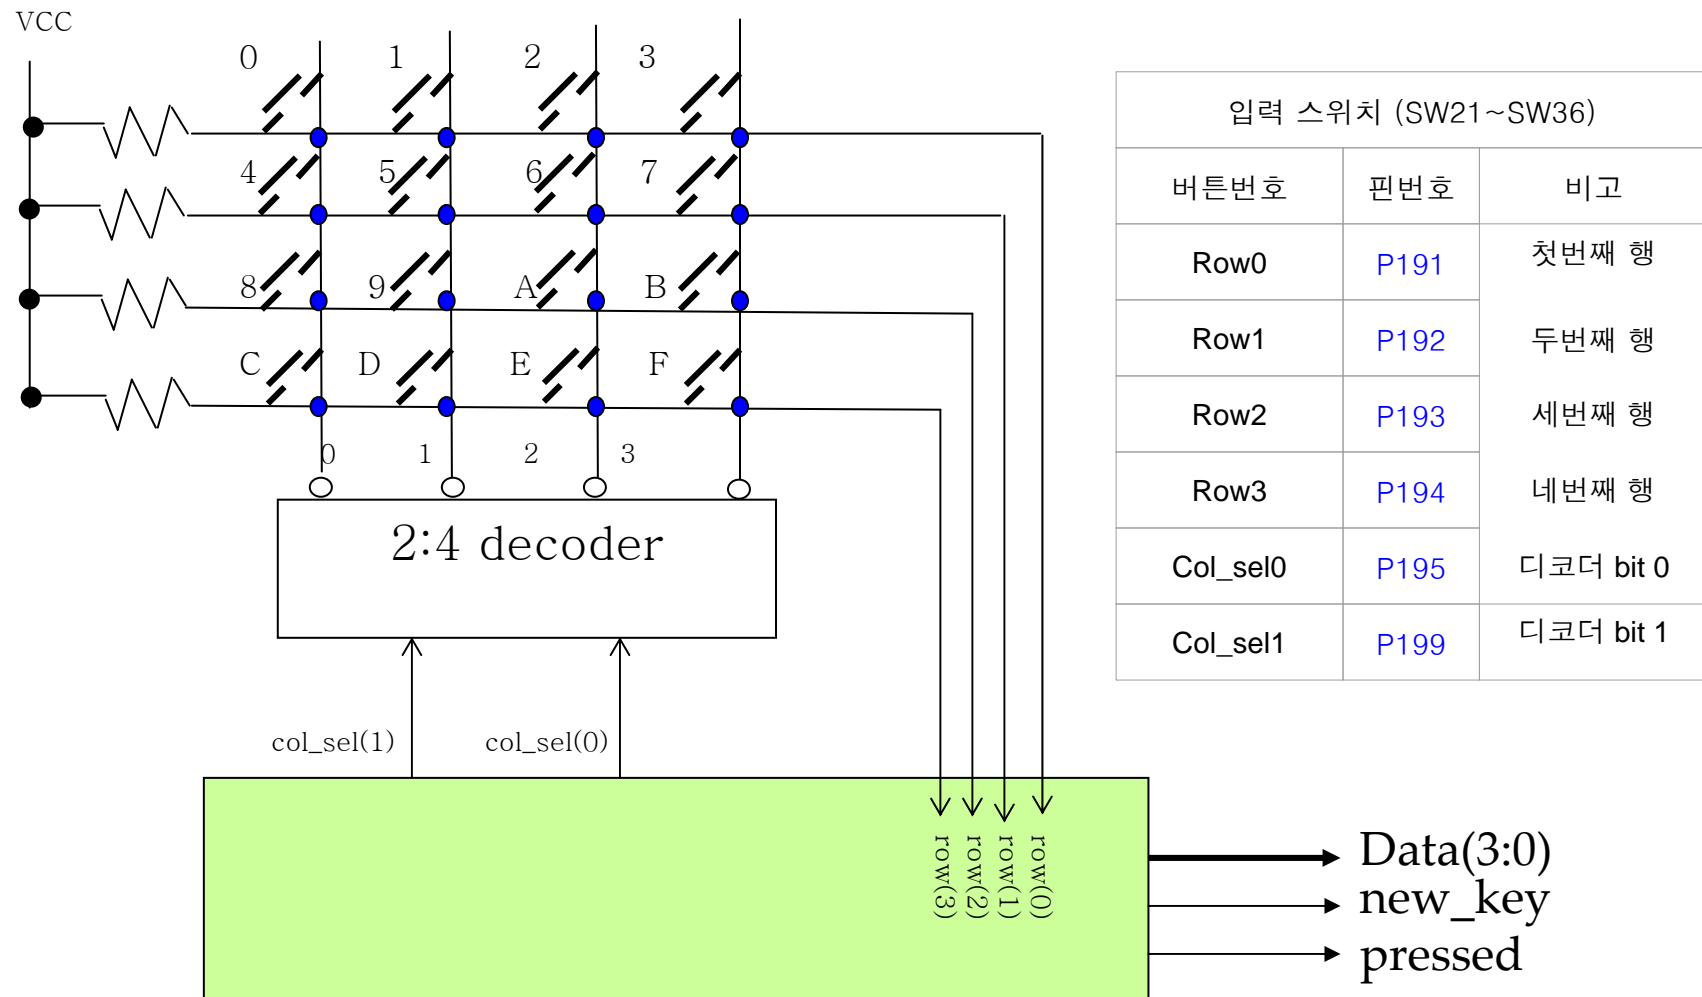 VCC
0 1 2 3
4 5 6 7
8 9 A B
C D E F
0 1 2 3
2:4 decoder
col_sel(1) col_sel(0)
row(3) row(2) row(1) row(0)
Data(3:0)
new_key
pressed
입력 스위치 (SW21~SW36)
버튼번호 핀번호 비고
Row0 P191 첫번째 행
Row1 P192 두번째 행
Row2 P193 세번째 행
Row3 P194 네번째 행
Col_sel0 P195 디코더 bit 0
Col_sel1 P199 디코더 bit 1